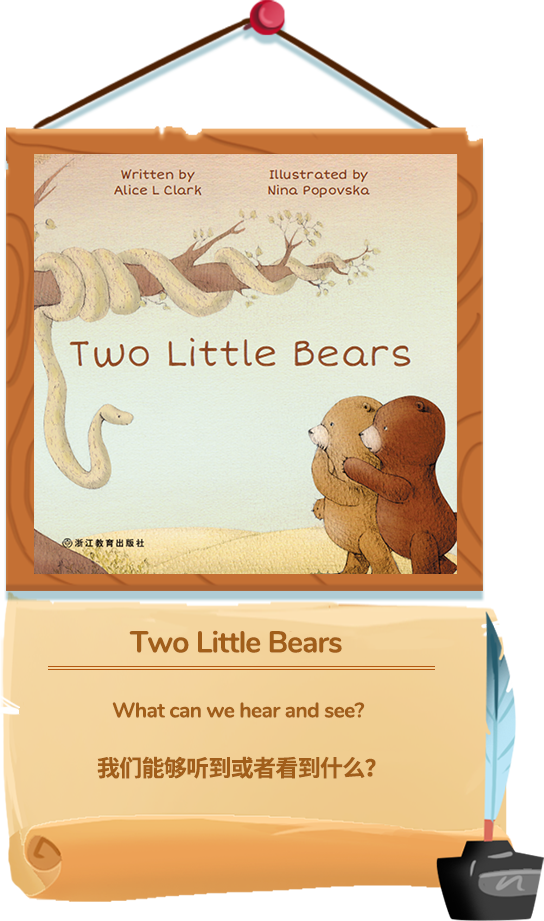 Written by
Alice L Clark
Illustrated by
Nina Popovska
Two Little Bears
浙江教育出版社
Two Little Bears
What can we hear and see?
我们能够听到或者看到什么?